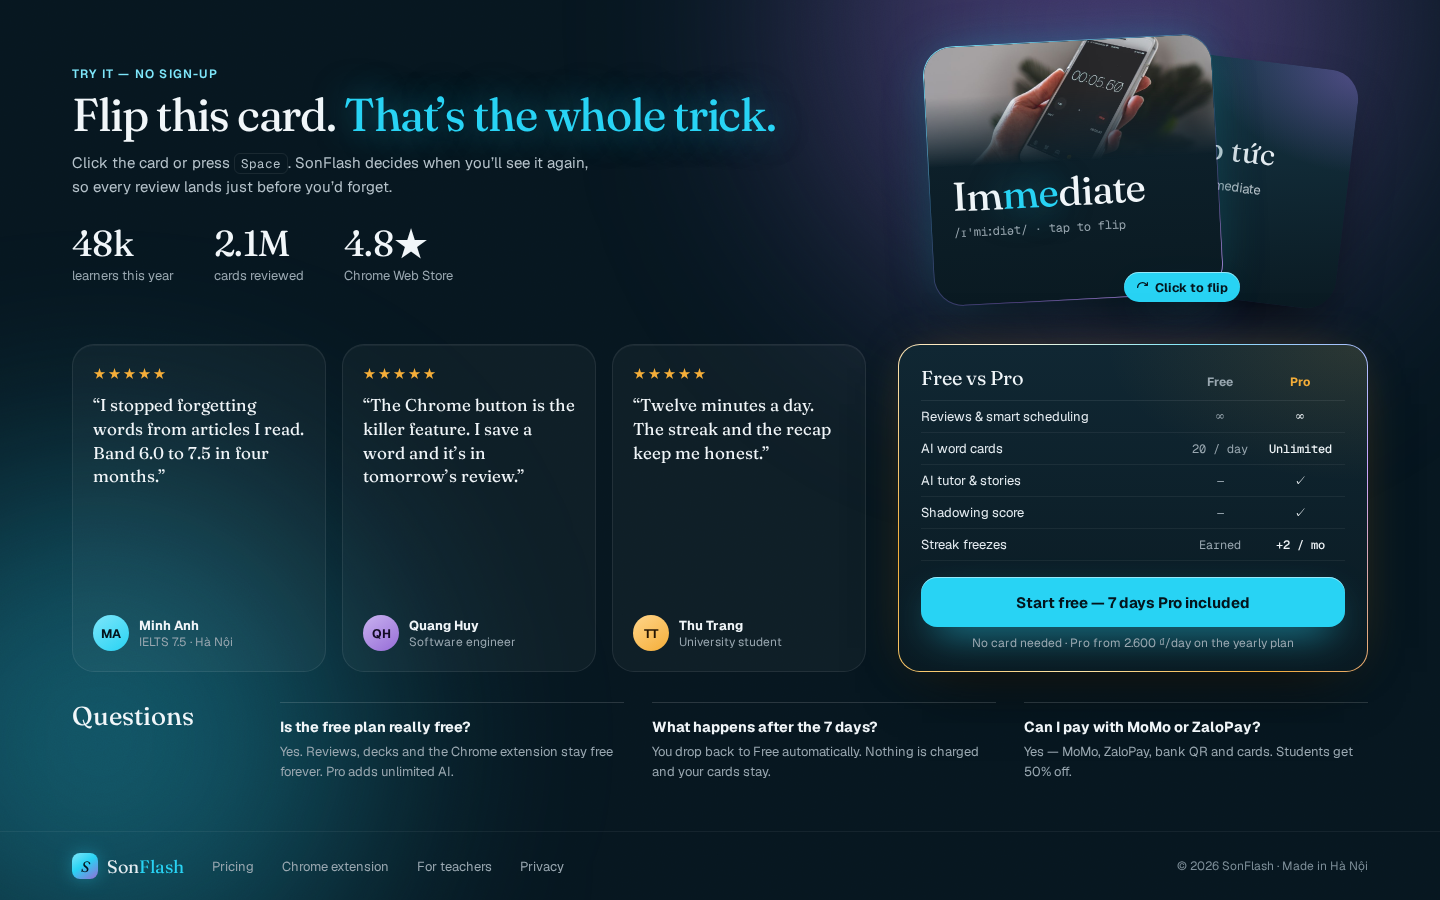 TRY IT — NO SIGN-UP
Flip this card. That’s the whole trick.
Click the card or press Space. SonFlash decides when you’ll see it again,
so every review lands just before you’d forget.
48k
learners this year
2.1M
cards reviewed
4.8★
Chrome Web Store
00:05.60
Immediate
/ɪˈmiːdiət/ · tap to flip
tức
mediate
Click to flip
★★★★★
“I stopped forgetting
words from articles I read.
Band 6.0 to 7.5 in four
months.”
MA
Minh Anh
IELTS 7.5 · Hà Nội
★★★★★
“The Chrome button is the
killer feature. I save a
word and it’s in
tomorrow’s review.”
QH
Quang Huy
Software engineer
★★★★★
“Twelve minutes a day.
The streak and the recap
keep me honest.”
TT
Thu Trang
University student
Free vs Pro Free Pro
Reviews & smart scheduling ∞ ∞
AI word cards 20 / day Unlimited
AI tutor & stories — ✓
Shadowing score — ✓
Streak freezes Earned +2 / mo
Start free — 7 days Pro included
No card needed · Pro from 2.600 ₫/day on the yearly plan
Questions
Is the free plan really free?
Yes. Reviews, decks and the Chrome extension stay free
forever. Pro adds unlimited AI.
What happens after the 7 days?
You drop back to Free automatically. Nothing is charged
and your cards stay.
Can I pay with MoMo or ZaloPay?
Yes — MoMo, ZaloPay, bank QR and cards. Students get
50% off.
S SonFlash Pricing Chrome extension For teachers Privacy
© 2026 SonFlash · Made in Hà Nội